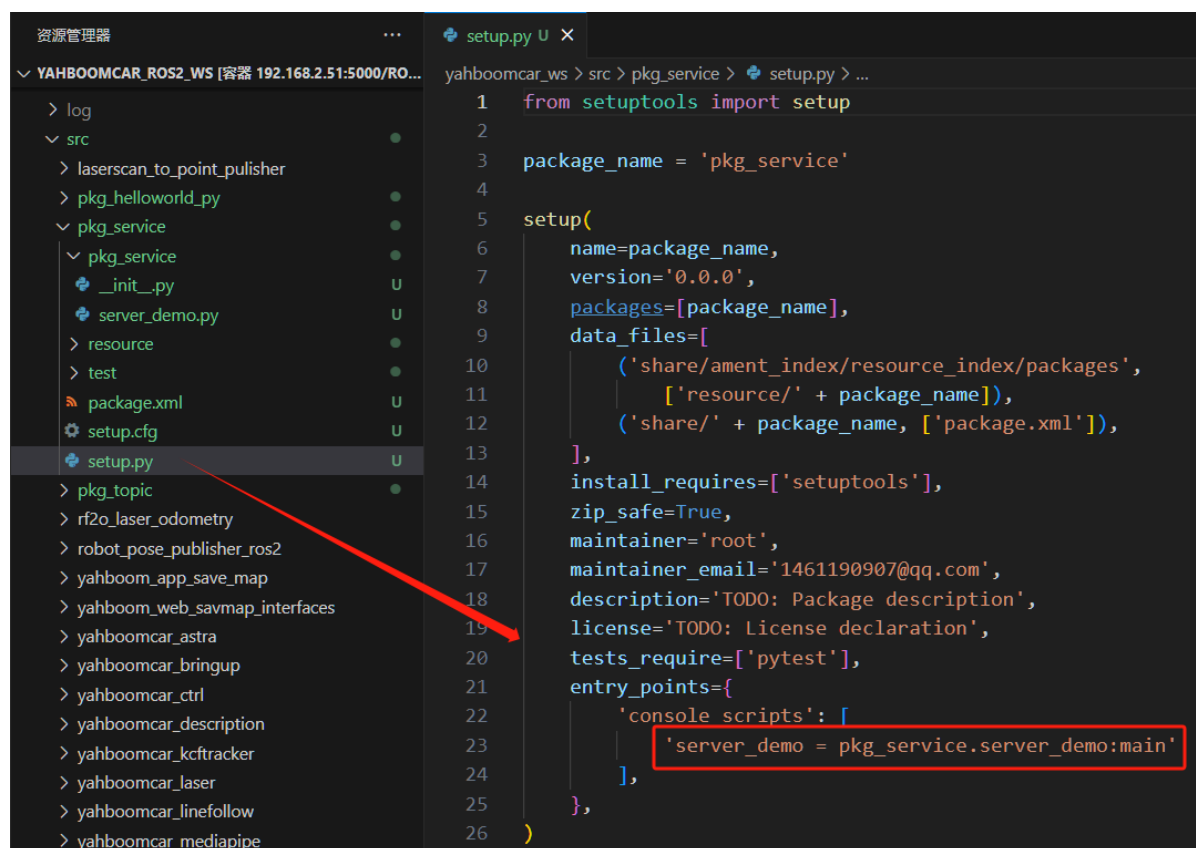 资源管理器
···
YAHBOOMCAR_ROS2_WS [容器 192.168.2.51:5000/RO...
log
src
laserscan_to_point_pulisher
pkg_helloworld_py
pkg_service
pkg_service
__init__.py U
server_demo.py U
resource
test
package.xml U
setup.cfg U
setup.py U
pkg_topic
rf2o_laser_odometry
robot_pose_publisher_ros2
yahboom_app_save_map
yahboom_web_savmap_interfaces
yahboomcar_astra
yahboomcar_bringup
yahboomcar_ctrl
yahboomcar_description
yahboomcar_kcftracker
yahboomcar_laser
yahboomcar_linefollow
yahboomcar_mediapipe
setup.py U ×
yahboomcar_ws > src > pkg_service > setup.py > ...
1 from setuptools import setup
2
3 package_name = 'pkg_service'
4
5 setup(
6 name=package_name,
7 version='0.0.0',
8 packages=[package_name],
9 data_files=[
10 ('share/ament_index/resource_index/packages',
11 ['resource/' + package_name]),
12 ('share/' + package_name, ['package.xml']),
13 ],
14 install_requires=['setuptools'],
15 zip_safe=True,
16 maintainer='root',
17 maintainer_email='1461190907@qq.com',
18 description='TODO: Package description',
19 license='TODO: License declaration',
20 tests_require=['pytest'],
21 entry_points={
22 'console_scripts': [
23 'server_demo = pkg_service.server_demo:main'
24 ],
25 },
26 )